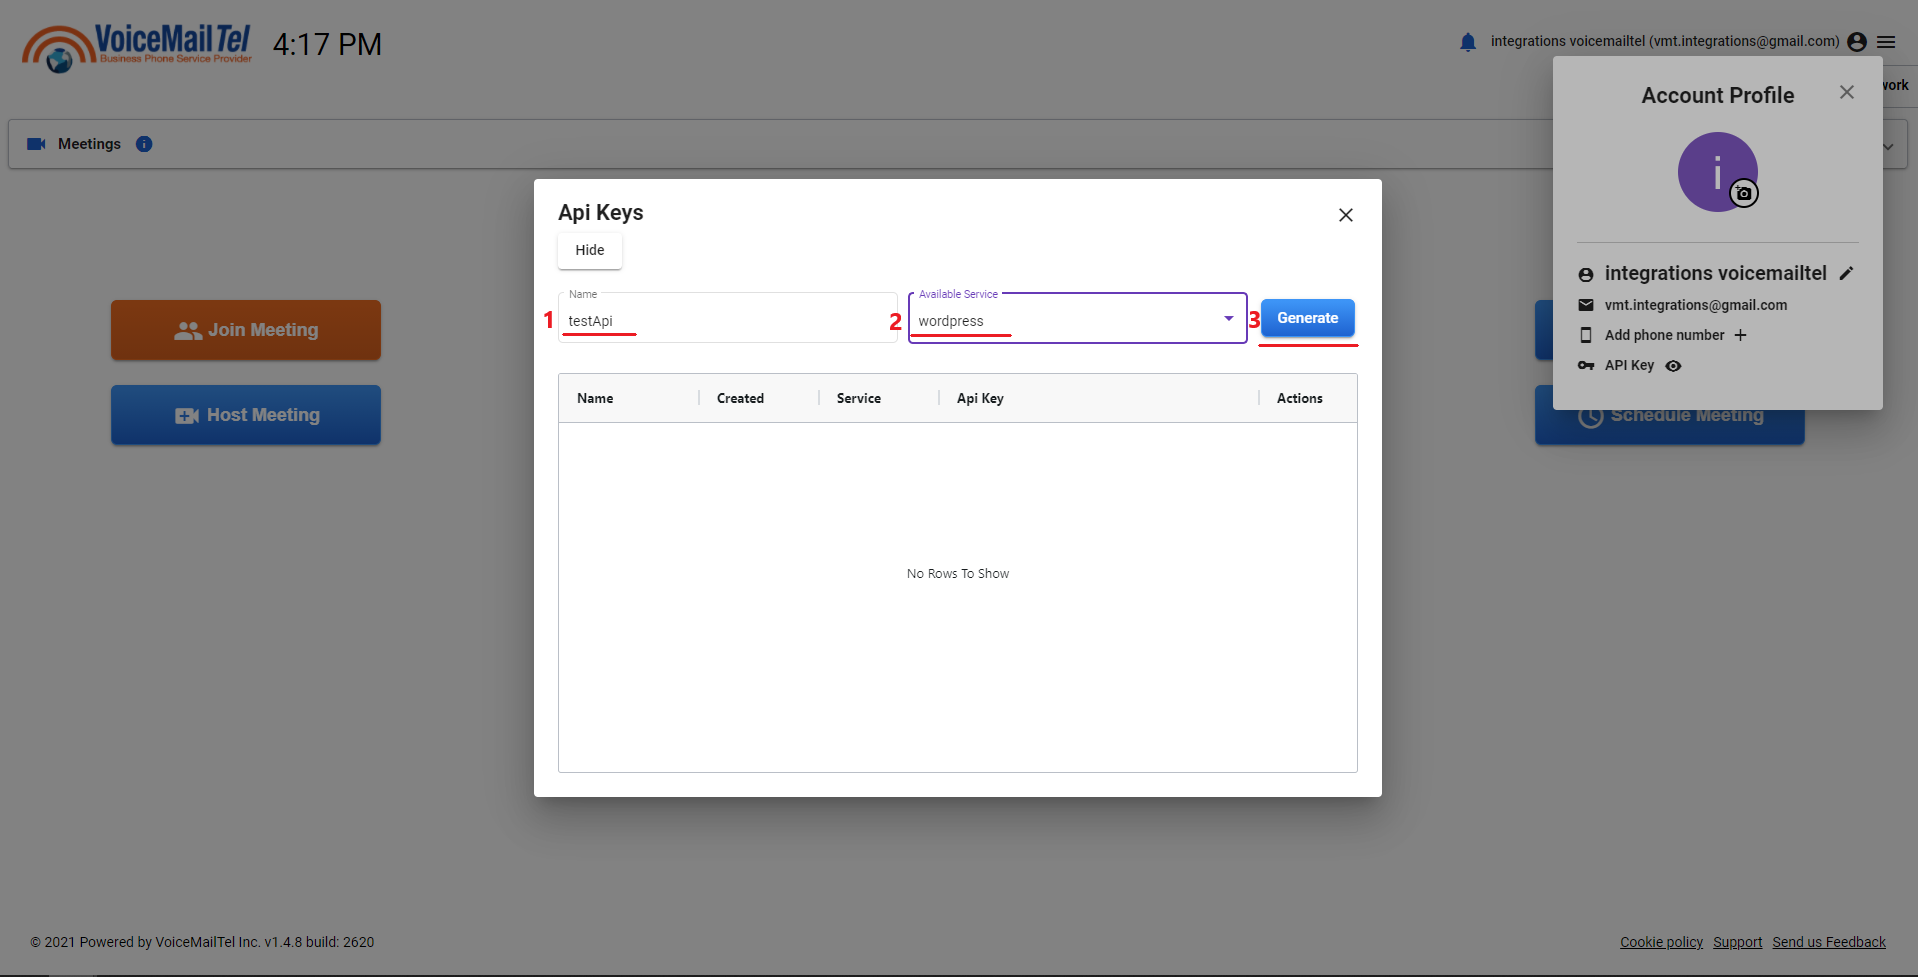 VoiceMail Tel
Business Phone Service Provider
4:17 PM
integrations voicemailtel (vmt.integrations@gmail.com)
work
Account Profile
Meetings
i
i
Api Keys
Hide
integrations voicemailtel
vmt.integrations@gmail.com
Add phone number
API Key
Name
Available Service
1 testApi
2 wordpress
3 Generate
Join Meeting
Host Meeting
Schedule Meeting
Name Created Service Api Key Actions
No Rows To Show
© 2021 Powered by VoiceMailTel Inc. v1.4.8 build: 2620
Cookie policy Support Send us Feedback